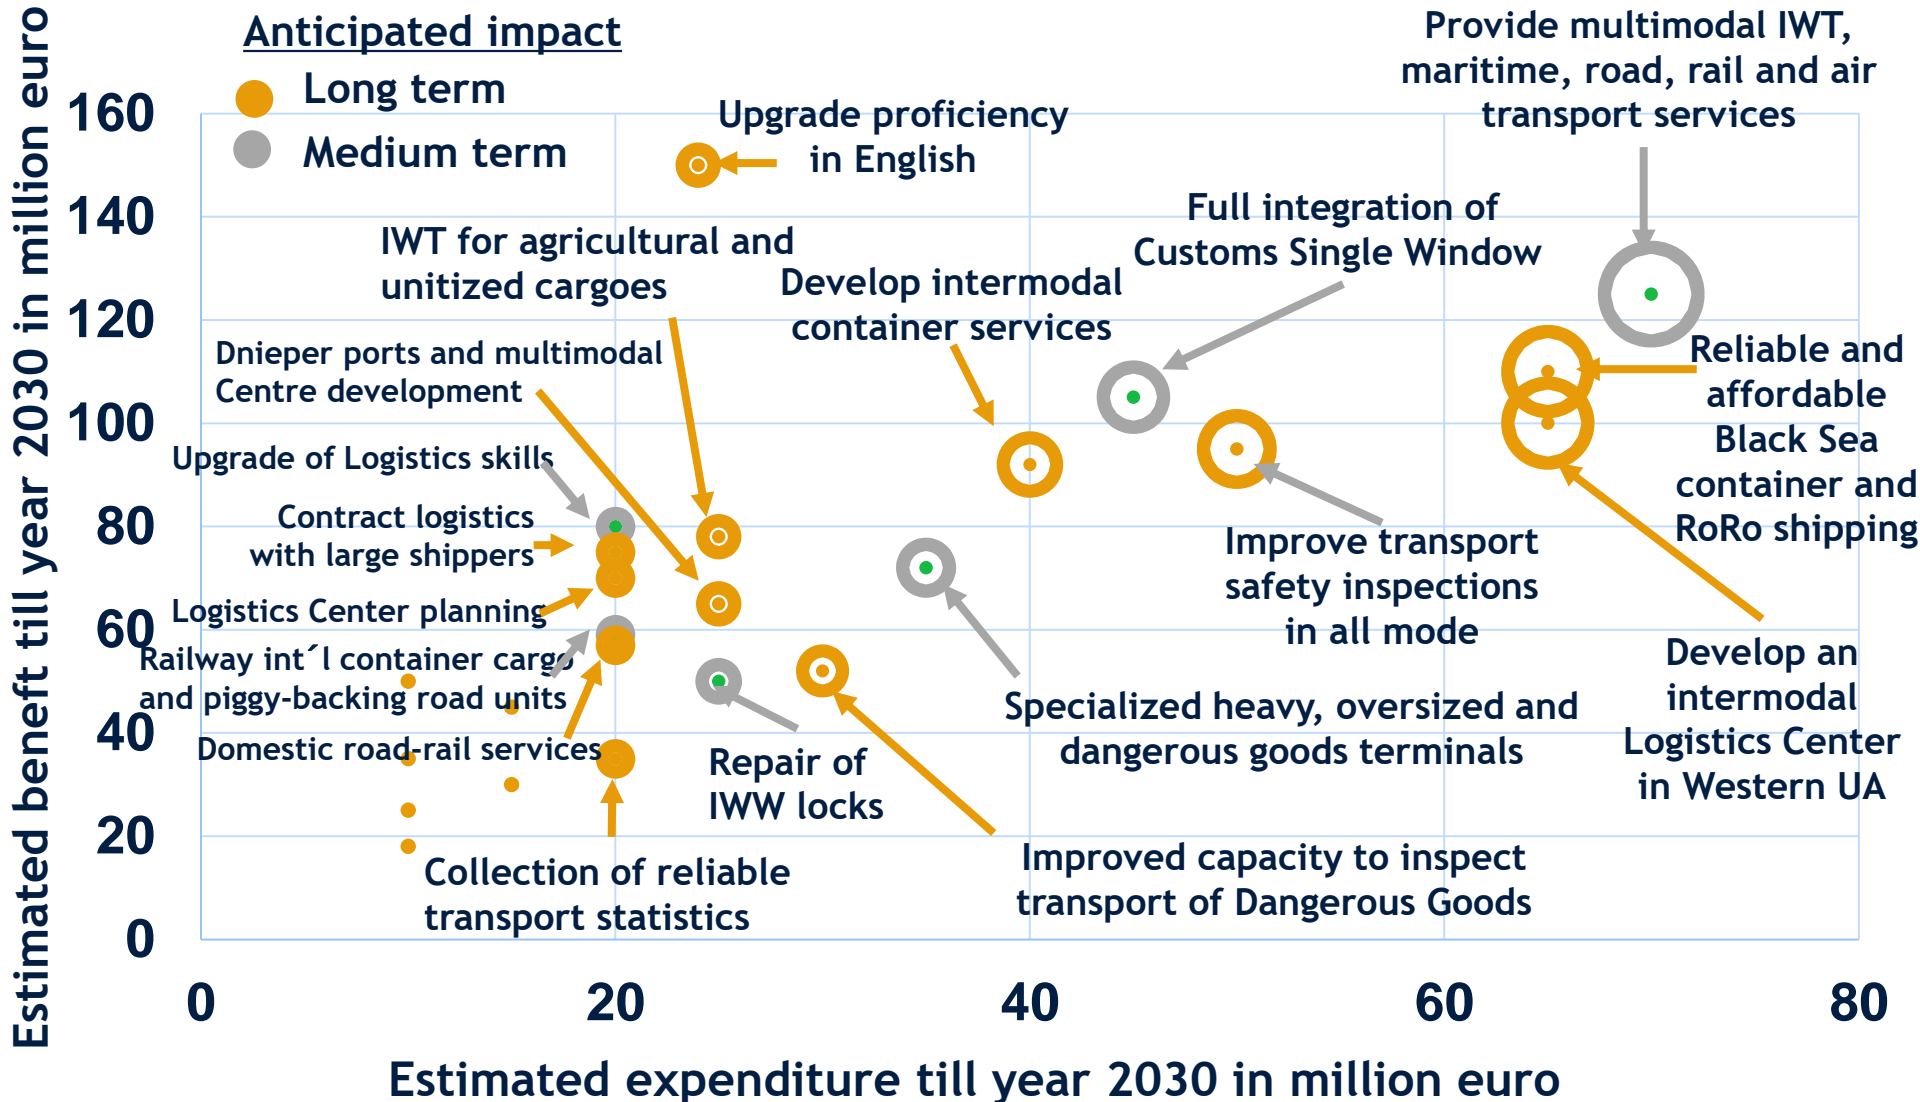 Anticipated impact
Long term
Medium term
Estimated beneft till year 2030 in million euro
160
140
120
100
80
60
40
20
0
Upgrade proficiency
in English
Provide multimodal IWT,
maritime, road, rail and air
transport services
IWT for agricultural and
unitized cargoes
Full integration of
Customs Single Window
Develop intermodal
container services
Dnieper ports and multimodal
Centre development
Reliable and
affordable
Black Sea
container and
RoRo shipping
Upgrade of Logistics skills
Contract logistics
with large shippers
Improve transport
safety inspections
in all mode
Logistics Center planning
Railway int´l container cargo
and piggy-backing road units
Develop an
intermodal
Logistics Center
in Western UA
Specialized heavy, oversized and
dangerous goods terminals
Domestic road-rail services
Repair of
IWW locks
Collection of reliable
transport statistics
Improved capacity to inspect
transport of Dangerous Goods
0
20
40
60
80
Estimated expenditure till year 2030 in million euro